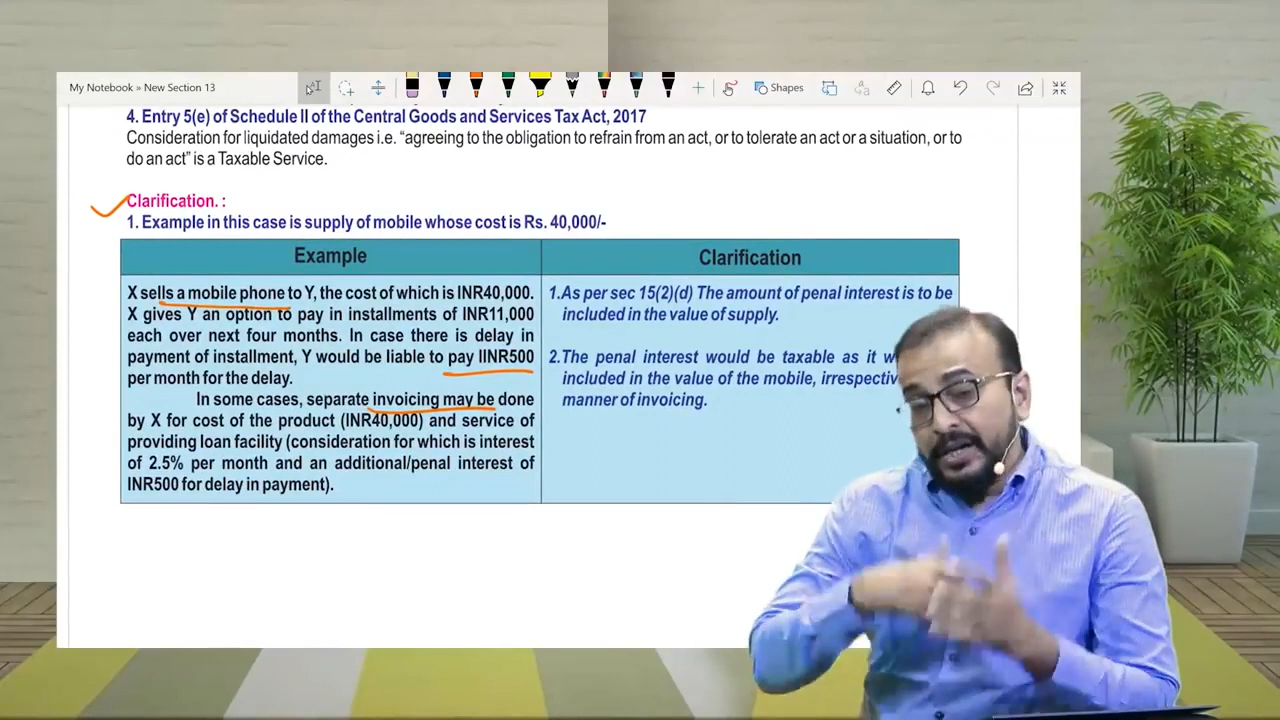 My Notebook » New Section 13
Shapes
4. Entry 5(e) of Schedule II of the Central Goods and Services Tax Act, 2017
Consideration for liquidated damages i.e. “agreeing to the obligation to refrain from an act, or to tolerate an act or a situation, or to
do an act” is a Taxable Service.
Clarification. :
1. Example in this case is supply of mobile whose cost is Rs. 40,000/-
Example
X sells a mobile phone to Y, the cost of which is INR40,000.
X gives Y an option to pay in installments of INR11,000
each over next four months. In case there is delay in
payment of installment, Y would be liable to pay IINR500
per month for the delay.
In some cases, separate invoicing may be done
by X for cost of the product (INR40,000) and service of
providing loan facility (consideration for which is interest
of 2.5% per month and an additional/penal interest of
INR500 for delay in payment).
Clarification
1.As per sec 15(2)(d) The amount of penal interest is to be
included in the value of supply.
2.The penal interest would be taxable as it
included in the value of the mobile,
manner of invoicing.